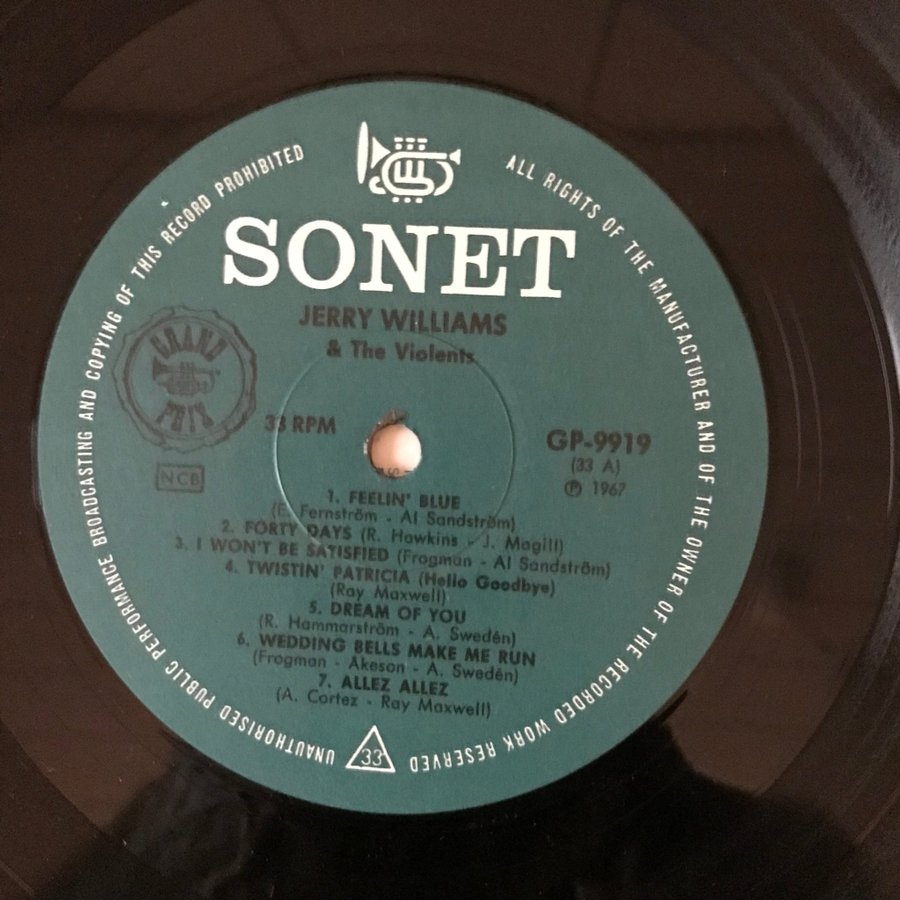 SONET
JERRY WILLIAMS
& The Violents
GRAND
PRIX
33 RPM
NCB
GP-9919
(33 A)
Ⓟ 1967
1. FEELIN' BLUE
(E. Fernström - Al Sandström)
2. FORTY DAYS (R. Hawkins - J. Magill)
3. I WON'T BE SATISFIED (Frogman - Al Sandström)
4. TWISTIN' PATRICIA (Hello Goodbye)
(Ray Maxwell)
5. DREAM OF YOU
(R. Hammarström - A. Swedén)
6. WEDDING BELLS MAKE ME RUN
(Frogman - Akeson - A. Swedén)
7. ALLEZ ALLEZ
(A. Cortez - Ray Maxwell)
33
ALL RIGHTS OF THE MANUFACTURER AND OF THE OWNER OF THE RECORDED WORK RESERVED
UNAUTHORISED PUBLIC PERFORMANCE BROADCASTING AND COPYING OF THIS RECORD PROHIBITED